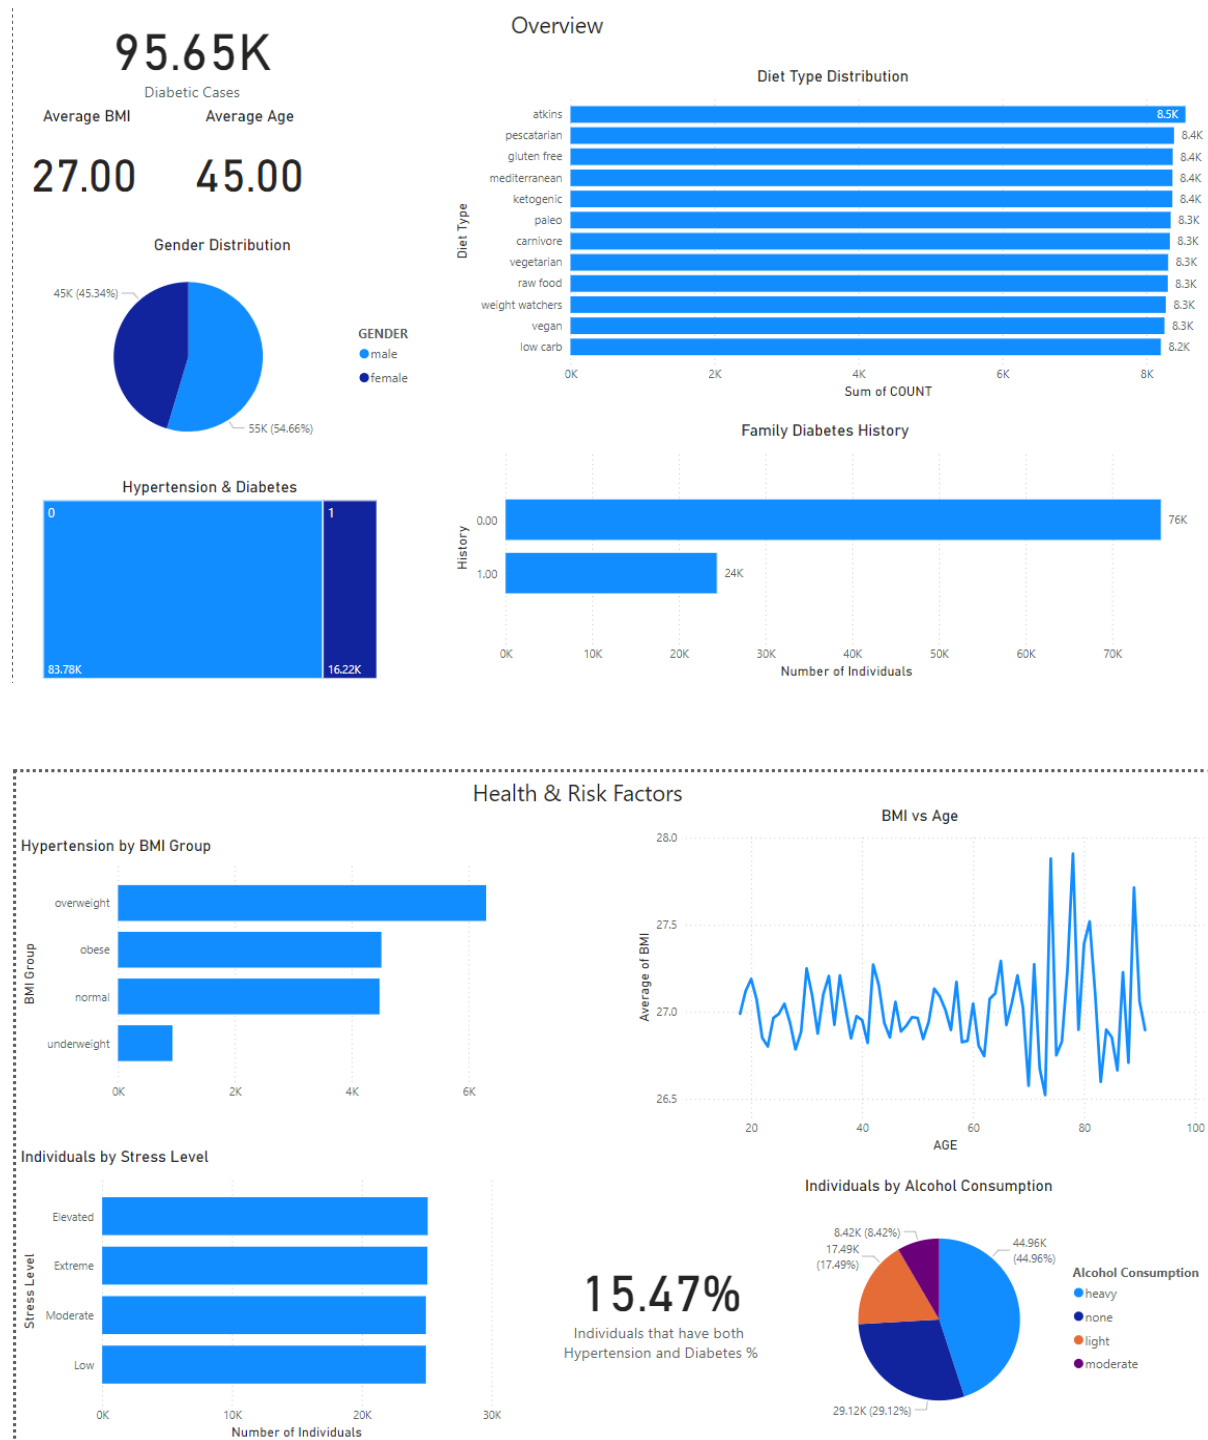 Overview
95.65K
Diabetic Cases
Average BMI
Average Age
27.00
45.00
Gender Distribution
45K (45.34%)
55K (54.66%)
GENDER
male
female
Hypertension & Diabetes
0
1
83.78K
16.22K
Diet Type Distribution
Diet Type
atkins
8.5K
pescatarian
8.4K
gluten free
8.4K
mediterranean
8.4K
ketogenic
8.4K
paleo
8.3K
carnivore
8.3K
vegetarian
8.3K
raw food
8.3K
weight watchers
8.3K
vegan
8.3K
low carb
8.2K
0K 2K 4K 6K 8K
Sum of COUNT
Family Diabetes History
History
0.00
76K
1.00
24K
0K 10K 20K 30K 40K 50K 60K 70K
Number of Individuals
Health & Risk Factors
Hypertension by BMI Group
BMI Group
overweight
obese
normal
underweight
0K 2K 4K 6K
BMI vs Age
Average of BMI
28.0
27.5
27.0
26.5
20 40 60 80 100
AGE
Individuals by Stress Level
Stress Level
Elevated
Extreme
Moderate
Low
0K 10K 20K 30K
Number of Individuals
15.47%
Individuals that have both
Hypertension and Diabetes %
Individuals by Alcohol Consumption
8.42K (8.42%)
17.49K
(17.49%)
44.96K
(44.96%)
29.12K (29.12%)
Alcohol Consumption
heavy
none
light
moderate